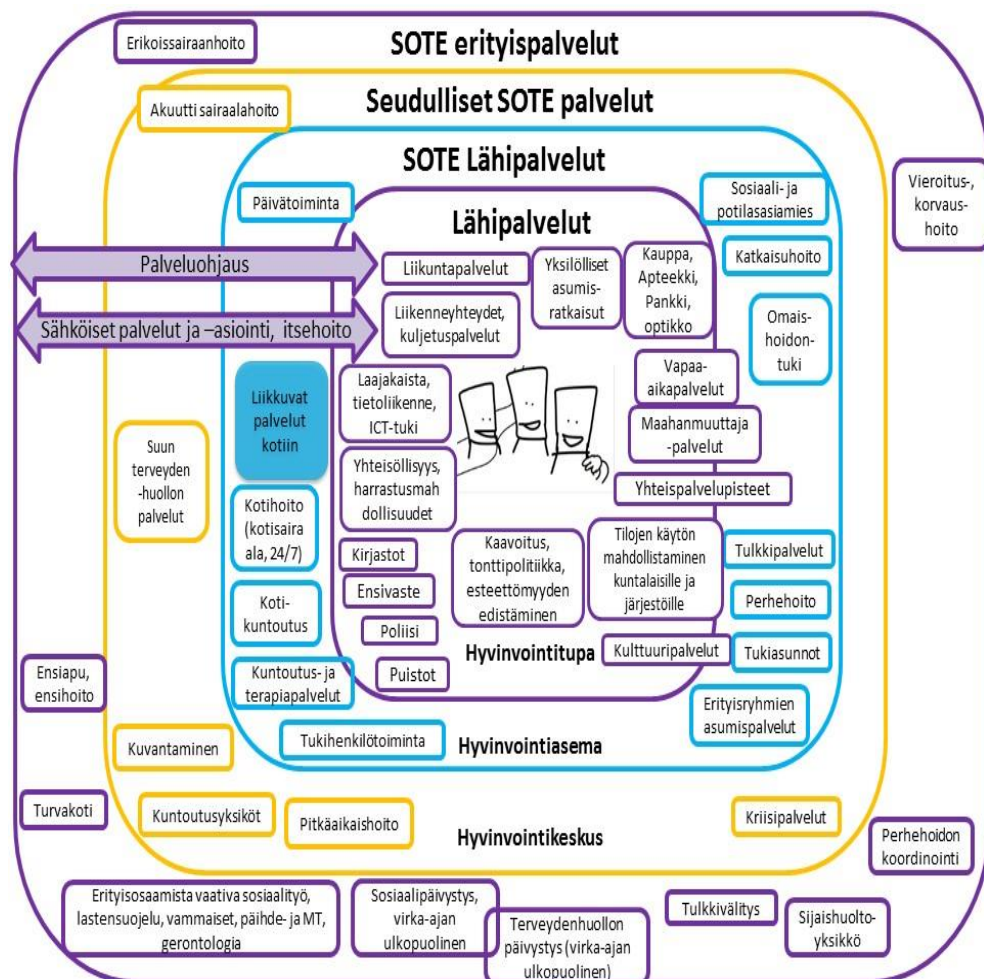 SOTE erityispalvelut
Erikoissairaanhoito
Seudulliset SOTE palvelut
Akuutti sairaalahoito
SOTE Lähipalvelut
Päivätoiminta
Sosiaali- ja
potilasasiamies
Vieroitus-,
korvaus-
hoito
Lähipalvelut
Palveluohjaus
Liikuntapalvelut
Yksilölliset
asumis-
ratkaisut
Kauppa,
Apteekki,
Pankki,
optikko
Katkaisuhoito
Sähköiset palvelut ja –asiointi, itsehoito
Liikenneyhteydet,
kuljetuspalvelut
Omais-
hoidon-
tuki
Liikkuvat
palvelut
kotiin
Laajakaista,
tietoliikenne,
ICT-tuki
Vapaa-
aikapalvelut
Maahanmuuttaja
-palvelut
Suun
terveyden
-huollon
palvelut
Yhteisöllisyys,
harrastusmah
dollisuudet
Yhteispalvelupisteet
Kotihoito
(kotisaira
ala, 24/7)
Kirjastot
Kaavoitus,
tonttipolitiikka,
esteettömyyden
edistäminen
Tilojen käytön
mahdollistaminen
kuntalaisille ja
järjestöille
Tulkkipalvelut
Ensivaste
Perhehoito
Koti-
kuntoutus
Poliisi
Hyvinvointitupa
Kulttuuripalvelut
Tukiasunnot
Puistot
Ensiapu,
ensihoito
Kuntoutus- ja
terapiapalvelut
Erityisryhmien
asumispalvelut
Kuvantaminen
Tukihenkilötoiminta
Hyvinvointiasema
Turvakoti
Kuntoutusyksiköt
Pitkäaikaishoito
Hyvinvointikeskus
Kriisipalvelut
Perhehoidon
koordinointi
Erityisosaamista vaativa sosiaalityö,
lastensuojelu, vammaiset, päihde- ja MT,
gerontologia
Sosiaalipäivystys,
virka-ajan
ulkopuolinen
Terveydenhuollon
päivystys (virka-ajan
ulkopuolinen)
Tulkkivälitys
Sijaishuolto-
yksikkö